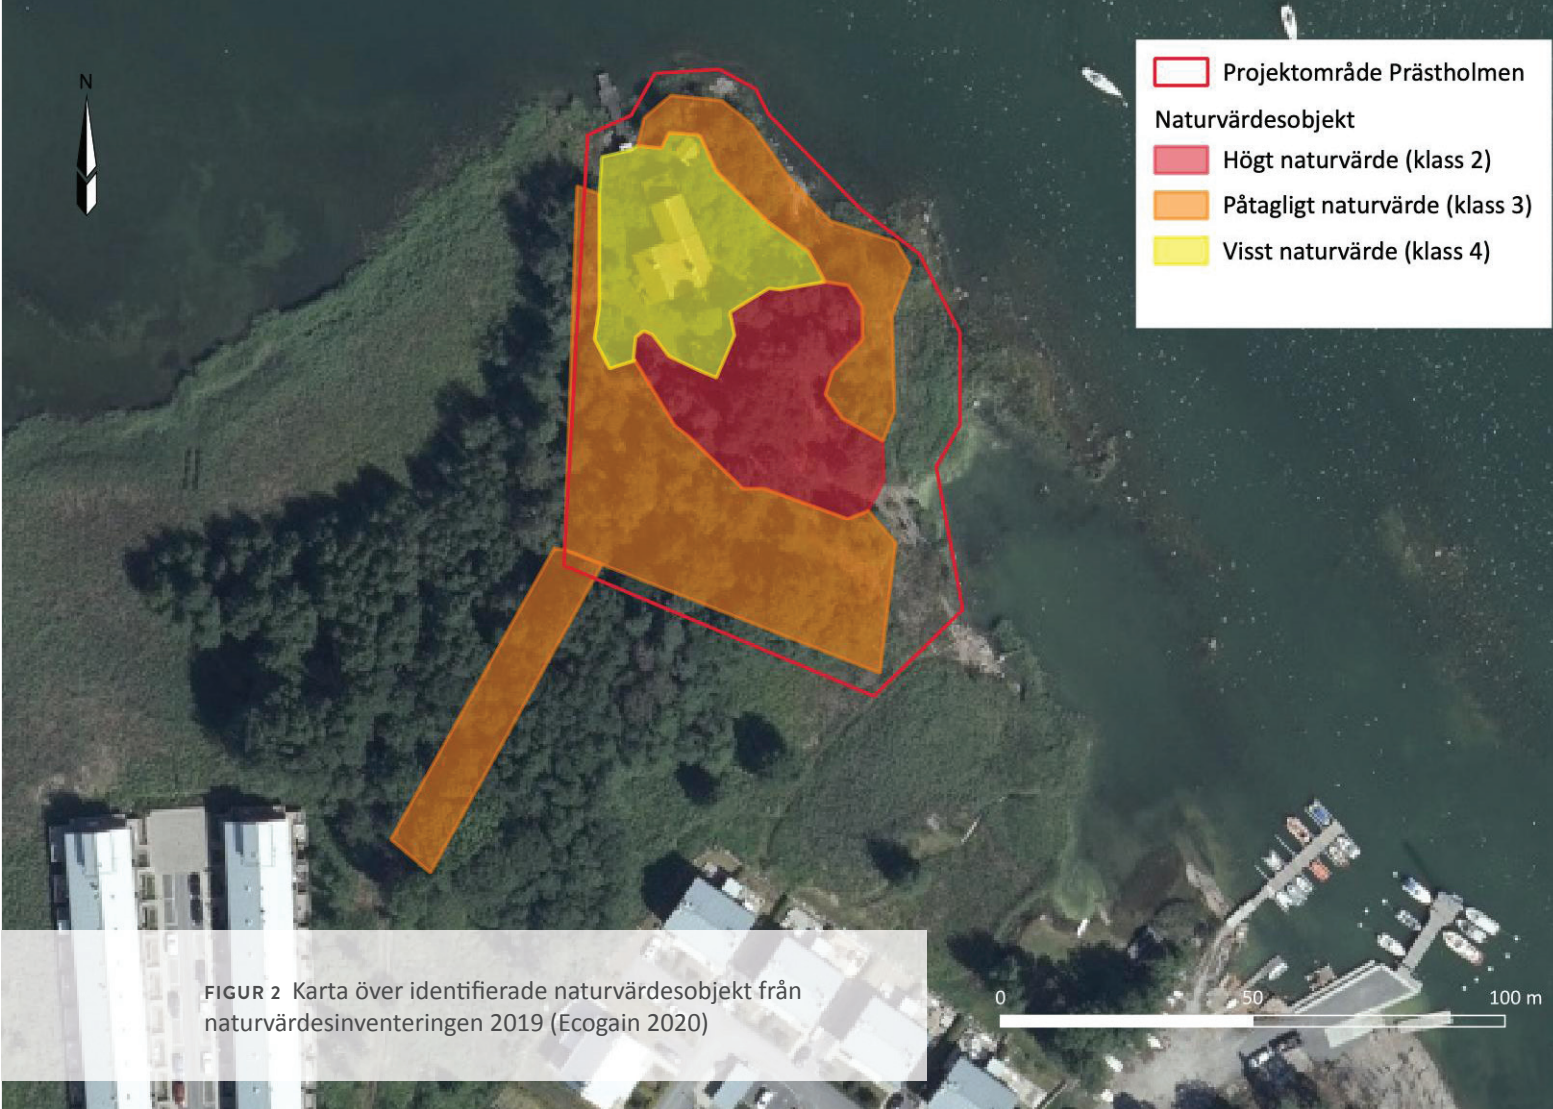 N
Projektområde Prästholmen
Naturvärdesobjekt
Högt naturvärde (klass 2)
Påtagligt naturvärde (klass 3)
Visst naturvärde (klass 4)
FIGUR 2 Karta över identifierade naturvärdesobjekt från
naturvärdesinventeringen 2019 (Ecogain 2020)
0 50 100 m